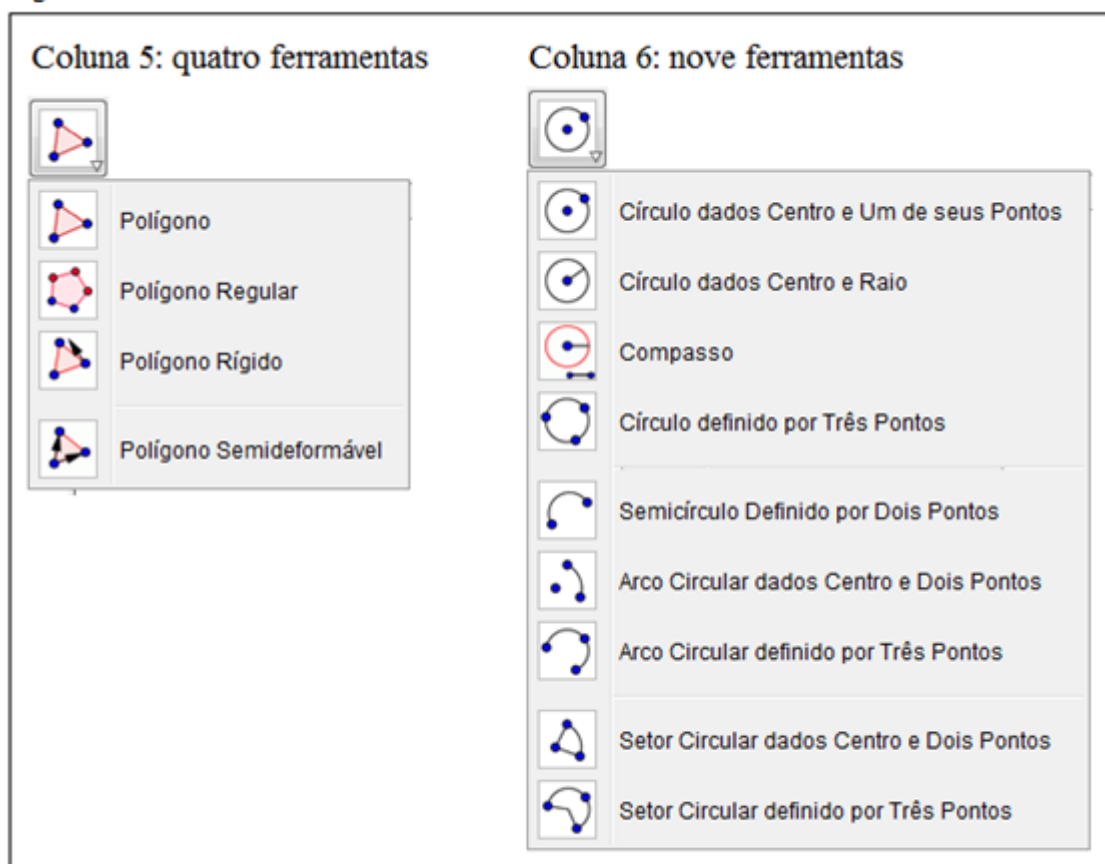 Coluna 5: quatro ferramentas
Polígono
Polígono Regular
Polígono Rígido
Polígono Semideformável
Coluna 6: nove ferramentas
Círculo dados Centro e Um de seus Pontos
Círculo dados Centro e Raio
Compasso
Círculo definido por Três Pontos
Semicírculo Definido por Dois Pontos
Arco Circular dados Centro e Dois Pontos
Arco Circular definido por Três Pontos
Setor Circular dados Centro e Dois Pontos
Setor Circular definido por Três Pontos